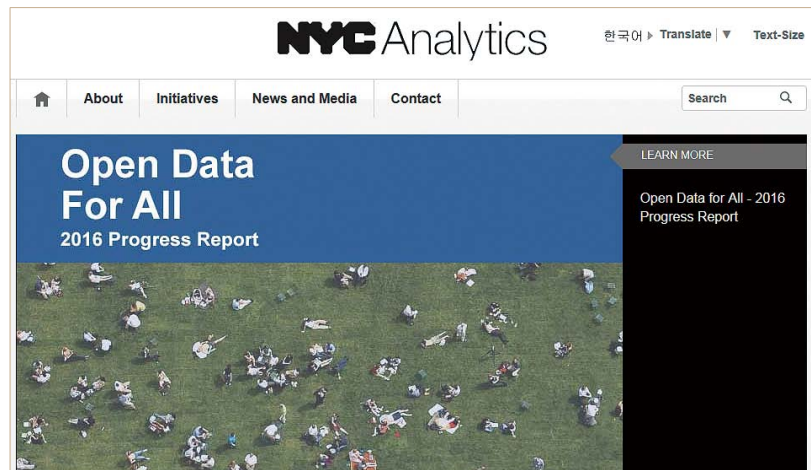 NYC Analytics
한국어 Translate | ▼ Text-Size
About Initiatives News and Media Contact Search
Open Data
For All
2016 Progress Report
LEARN MORE
Open Data for All - 2016
Progress Report